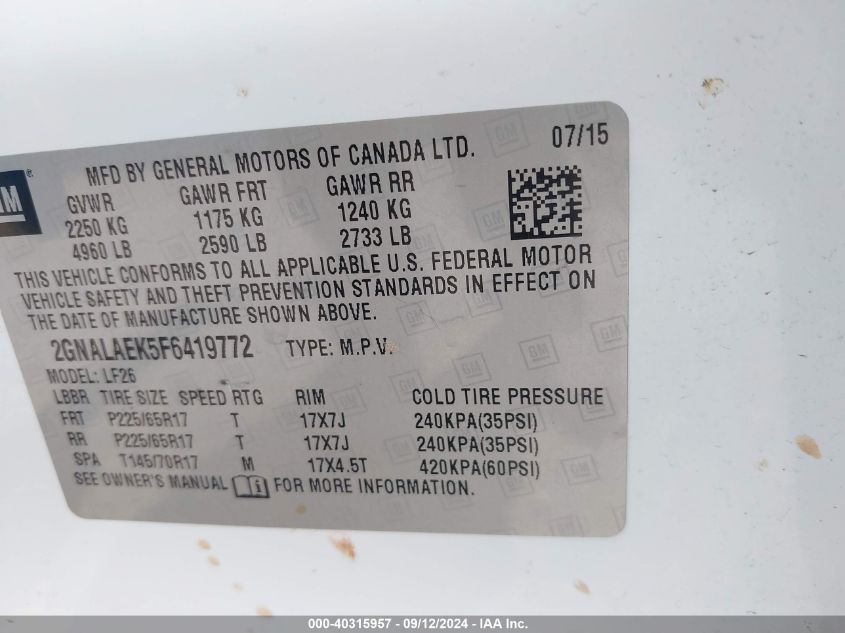 GM ®
MFD BY GENERAL MOTORS OF CANADA LTD. 07/15
GVWR GAWR FRT GAWR RR
2250 KG 1175 KG 1240 KG
4960 LB 2590 LB 2733 LB
THIS VEHICLE CONFORMS TO ALL APPLICABLE U.S. FEDERAL MOTOR
VEHICLE SAFETY AND THEFT PREVENTION STANDARDS IN EFFECT ON
THE DATE OF MANUFACTURE SHOWN ABOVE.
2GNALAEK5F6419772 TYPE: M.P.V.
MODEL: LF26
LBBR TIRE SIZE SPEED RTG RIM COLD TIRE PRESSURE
FRT P225/65R17 T 17X7J 240KPA(35PSI)
RR P225/65R17 T 17X7J 240KPA(35PSI)
SPA T145/70R17 M 17X4.5T 420KPA(60PSI)
SEE OWNER'S MANUAL FOR MORE INFORMATION.
000-40315957 - 09/12/2024 - IAA Inc.